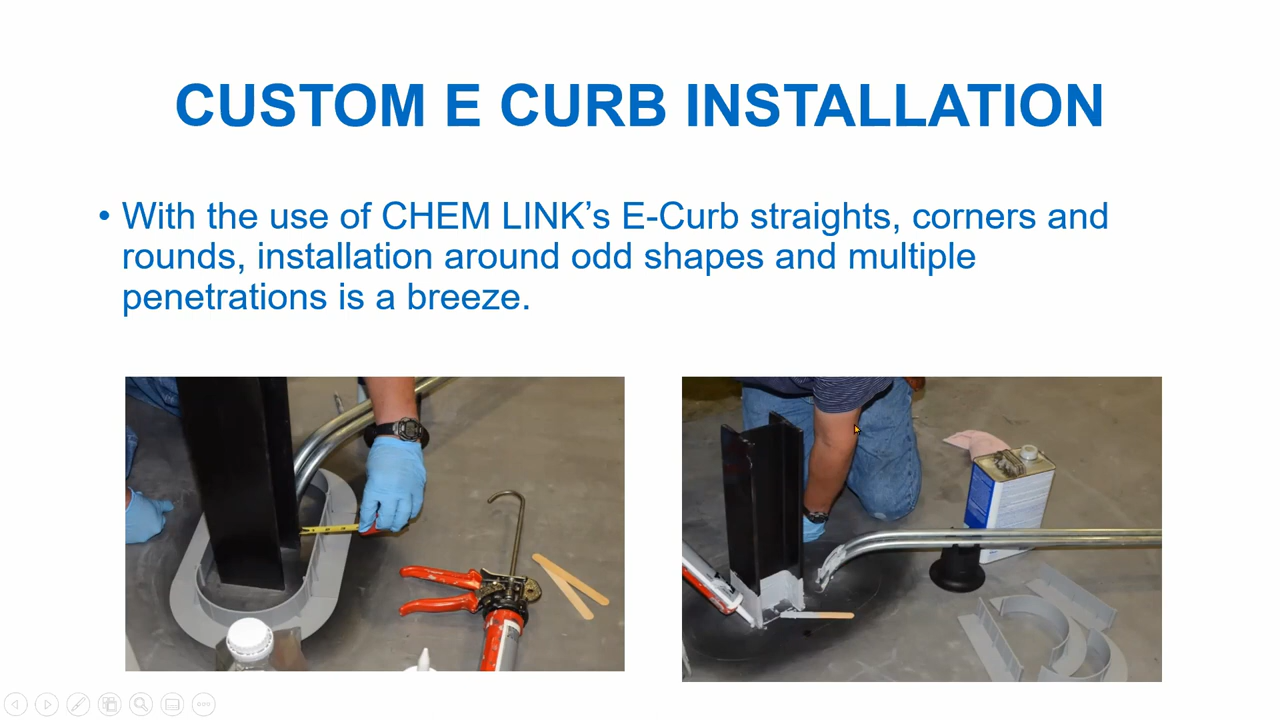 CUSTOM E CURB INSTALLATION
• With the use of CHEM LINK’s E-Curb straights, corners and
rounds, installation around odd shapes and multiple
penetrations is a breeze.